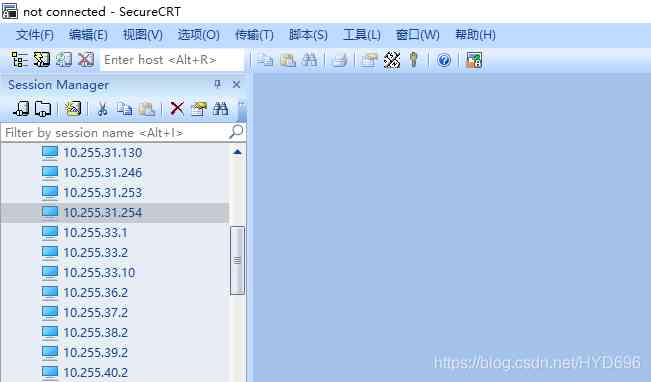 not connected - SecureCRT
文件(F) 编辑(E) 视图(V) 选项(O) 传输(T) 脚本(S) 工具(L) 窗口(W) 帮助(H)
Enter host <Alt+R>
Session Manager
Filter by session name <Alt+I>
10.255.31.130
10.255.31.246
10.255.31.253
10.255.31.254
10.255.33.1
10.255.33.2
10.255.33.10
10.255.36.2
10.255.37.2
10.255.38.2
10.255.39.2
10.255.40.2
https://blog.csdn.net/HYD696